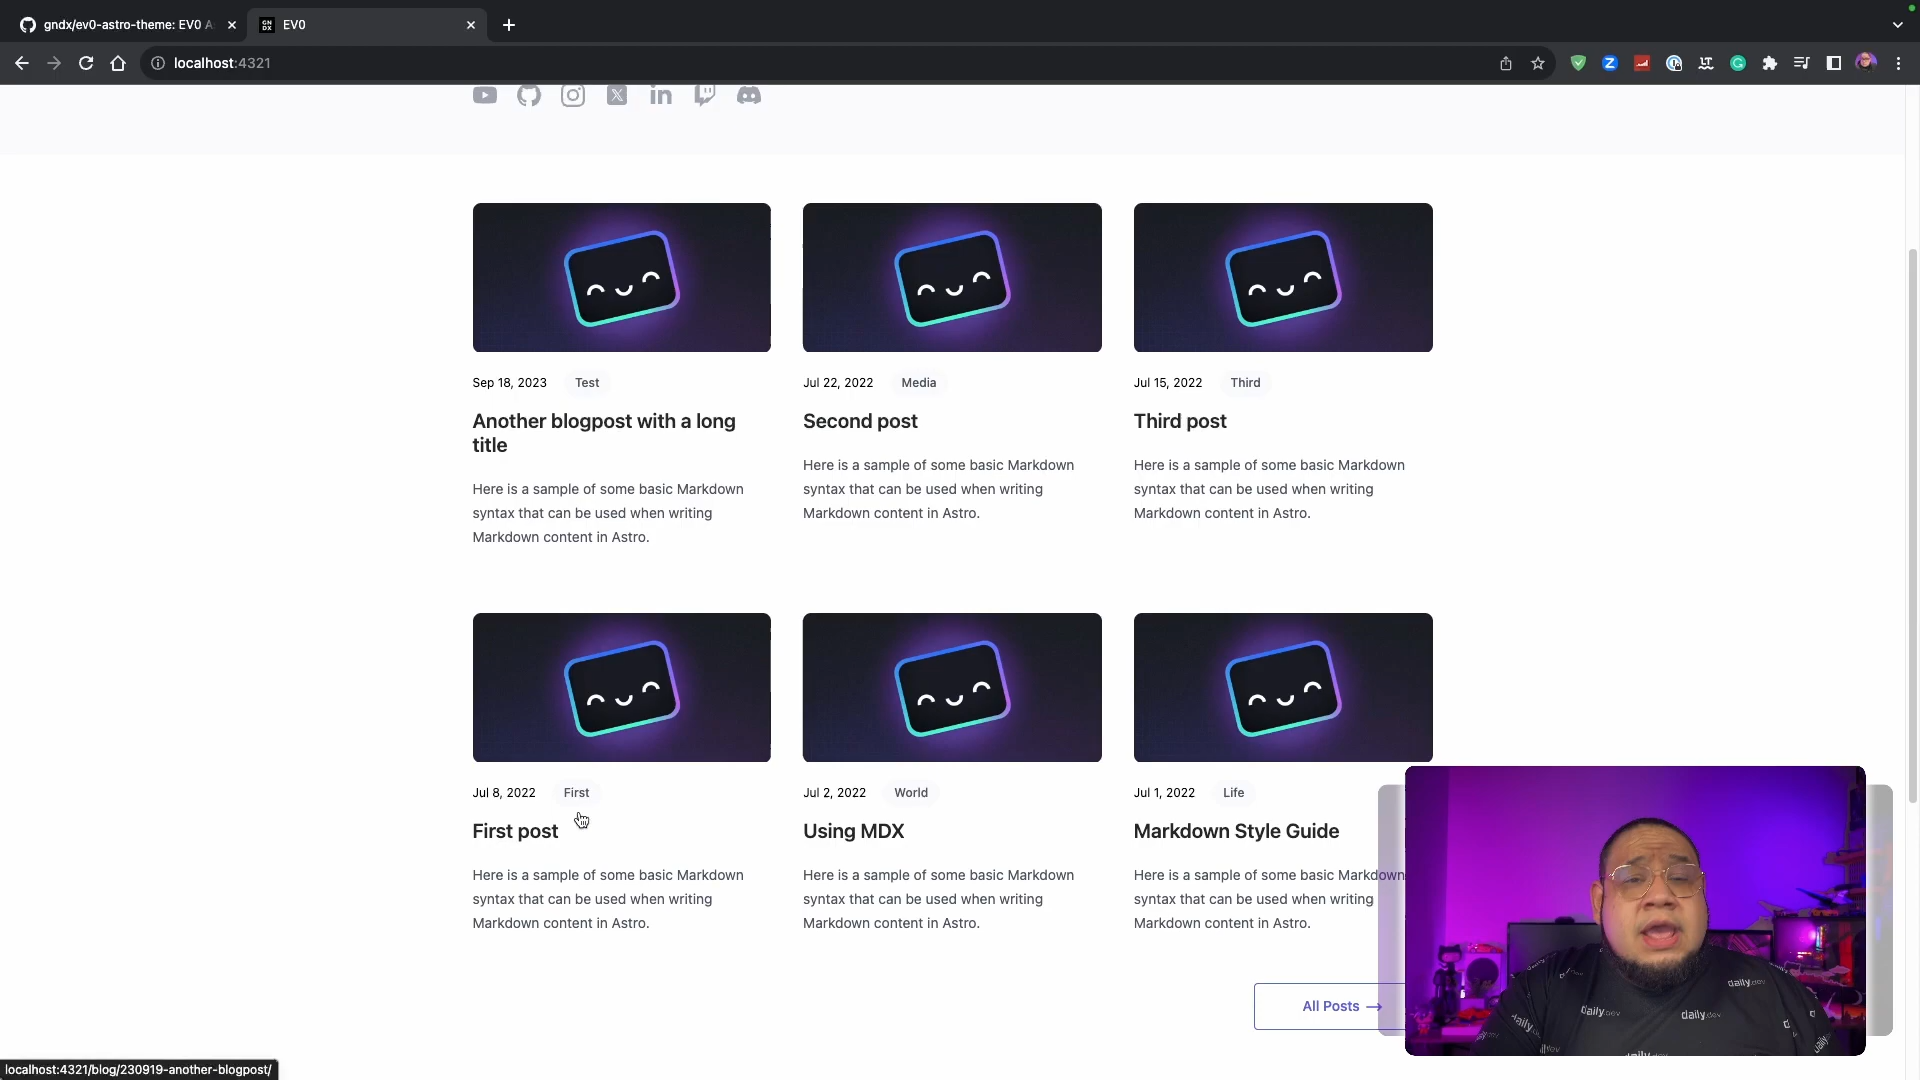 gndx/ev0-astro-theme: EV0 A
GN
DX
EV0
localhost:4321
Sep 18, 2023 Test
Another blogpost with a long
title
Here is a sample of some basic Markdown
syntax that can be used when writing
Markdown content in Astro.
Jul 22, 2022 Media
Second post
Here is a sample of some basic Markdown
syntax that can be used when writing
Markdown content in Astro.
Jul 15, 2022 Third
Third post
Here is a sample of some basic Markdown
syntax that can be used when writing
Markdown content in Astro.
Jul 8, 2022 First
First post
Here is a sample of some basic Markdown
syntax that can be used when writing
Markdown content in Astro.
Jul 2, 2022 World
Using MDX
Here is a sample of some basic Markdown
syntax that can be used when writing
Markdown content in Astro.
Jul 1, 2022 Life
Markdown Style Guide
Here is a sample of some basic Markdown
syntax that can be used when writing
Markdown content in Astro.
All Posts →
daily.dev
daily.dev
daily.dev
localhost:4321/blog/230919-another-blogpost/